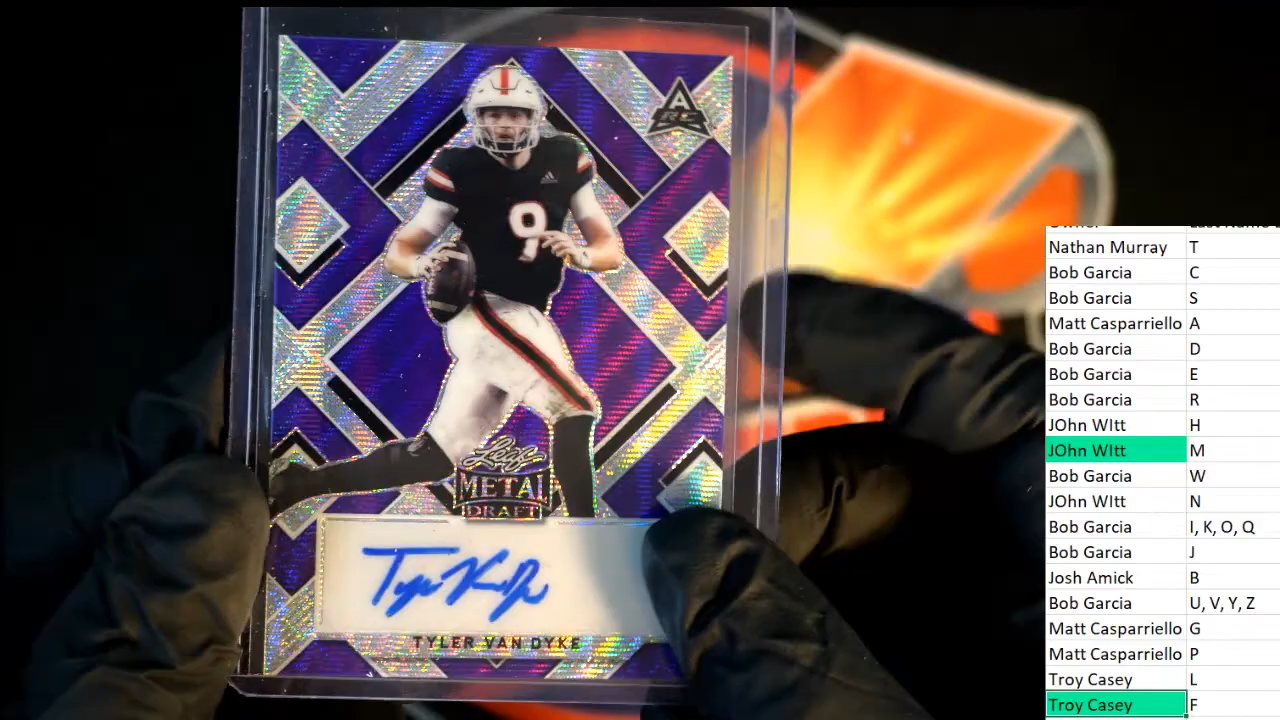 A
RC
9
Leaf
METAL
DRAFT
TYLER VAN DYKE
Nathan Murray T
Bob Garcia C
Bob Garcia S
Matt Casparriello A
Bob Garcia D
Bob Garcia E
Bob Garcia R
JOhn WItt H
JOhn WItt M
Bob Garcia W
JOhn WItt N
Bob Garcia I, K, O, Q
Bob Garcia J
Josh Amick B
Bob Garcia U, V, Y, Z
Matt Casparriello G
Matt Casparriello P
Troy Casey L
Troy Casey F